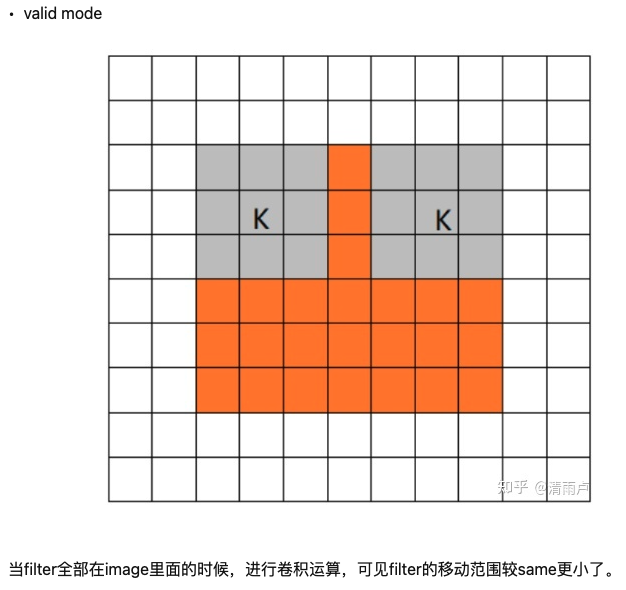 • valid mode
K K
知乎 @清雨卢
当filter全部在image里面的时候，进行卷积运算，可见filter的移动范围较same更小了。